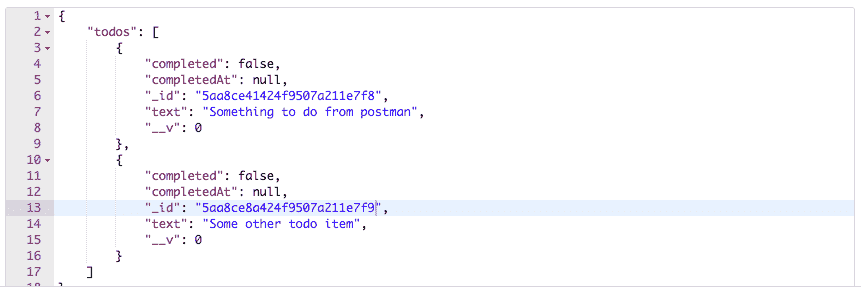 1 {
2 "todos": [
3 {
4 "completed": false,
5 "completedAt": null,
6 "_id": "5aa8ce41424f9507a211e7f8",
7 "text": "Something to do from postman",
8 "__v": 0
9 },
10 {
11 "completed": false,
12 "completedAt": null,
13 "_id": "5aa8ce8a424f9507a211e7f9",
14 "text": "Some other todo item",
15 "__v": 0
16 }
17 ]
18 }